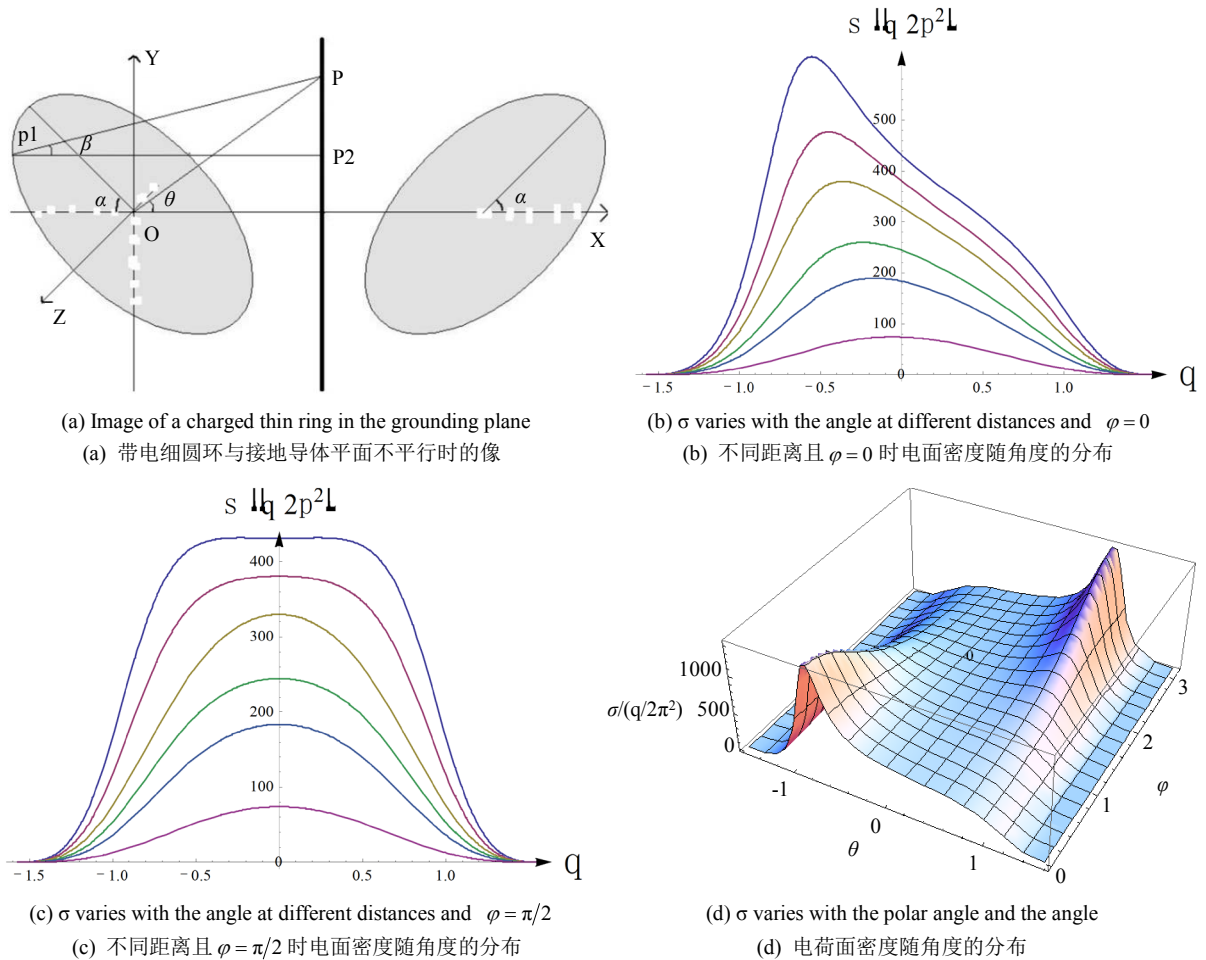 Y
P
p1
β
P2
α
θ
α
O
X
Z
(a) Image of a charged thin ring in the grounding plane
(a) 带电细圆环与接地导体平面不平行时的像
500
400
300
200
100
0
q
-1.5
-1.0
-0.5
0.5
1.0
(b) σ varies with the angle at different distances and φ = 0
(b) 不同距离且 φ = 0 时电面密度随角度的分布
400
300
200
100
0
q
-1.5
-1.0
-0.5
0.5
1.0
(c) σ varies with the angle at different distances and φ = π/2
(c) 不同距离且 φ = π/2 时电面密度随角度的分布
0
1000
500
0
σ/(q/2π²)
-1
0
1
θ
0
1
2
3
φ
(d) σ varies with the polar angle and the angle
(d) 电荷面密度随角度的分布